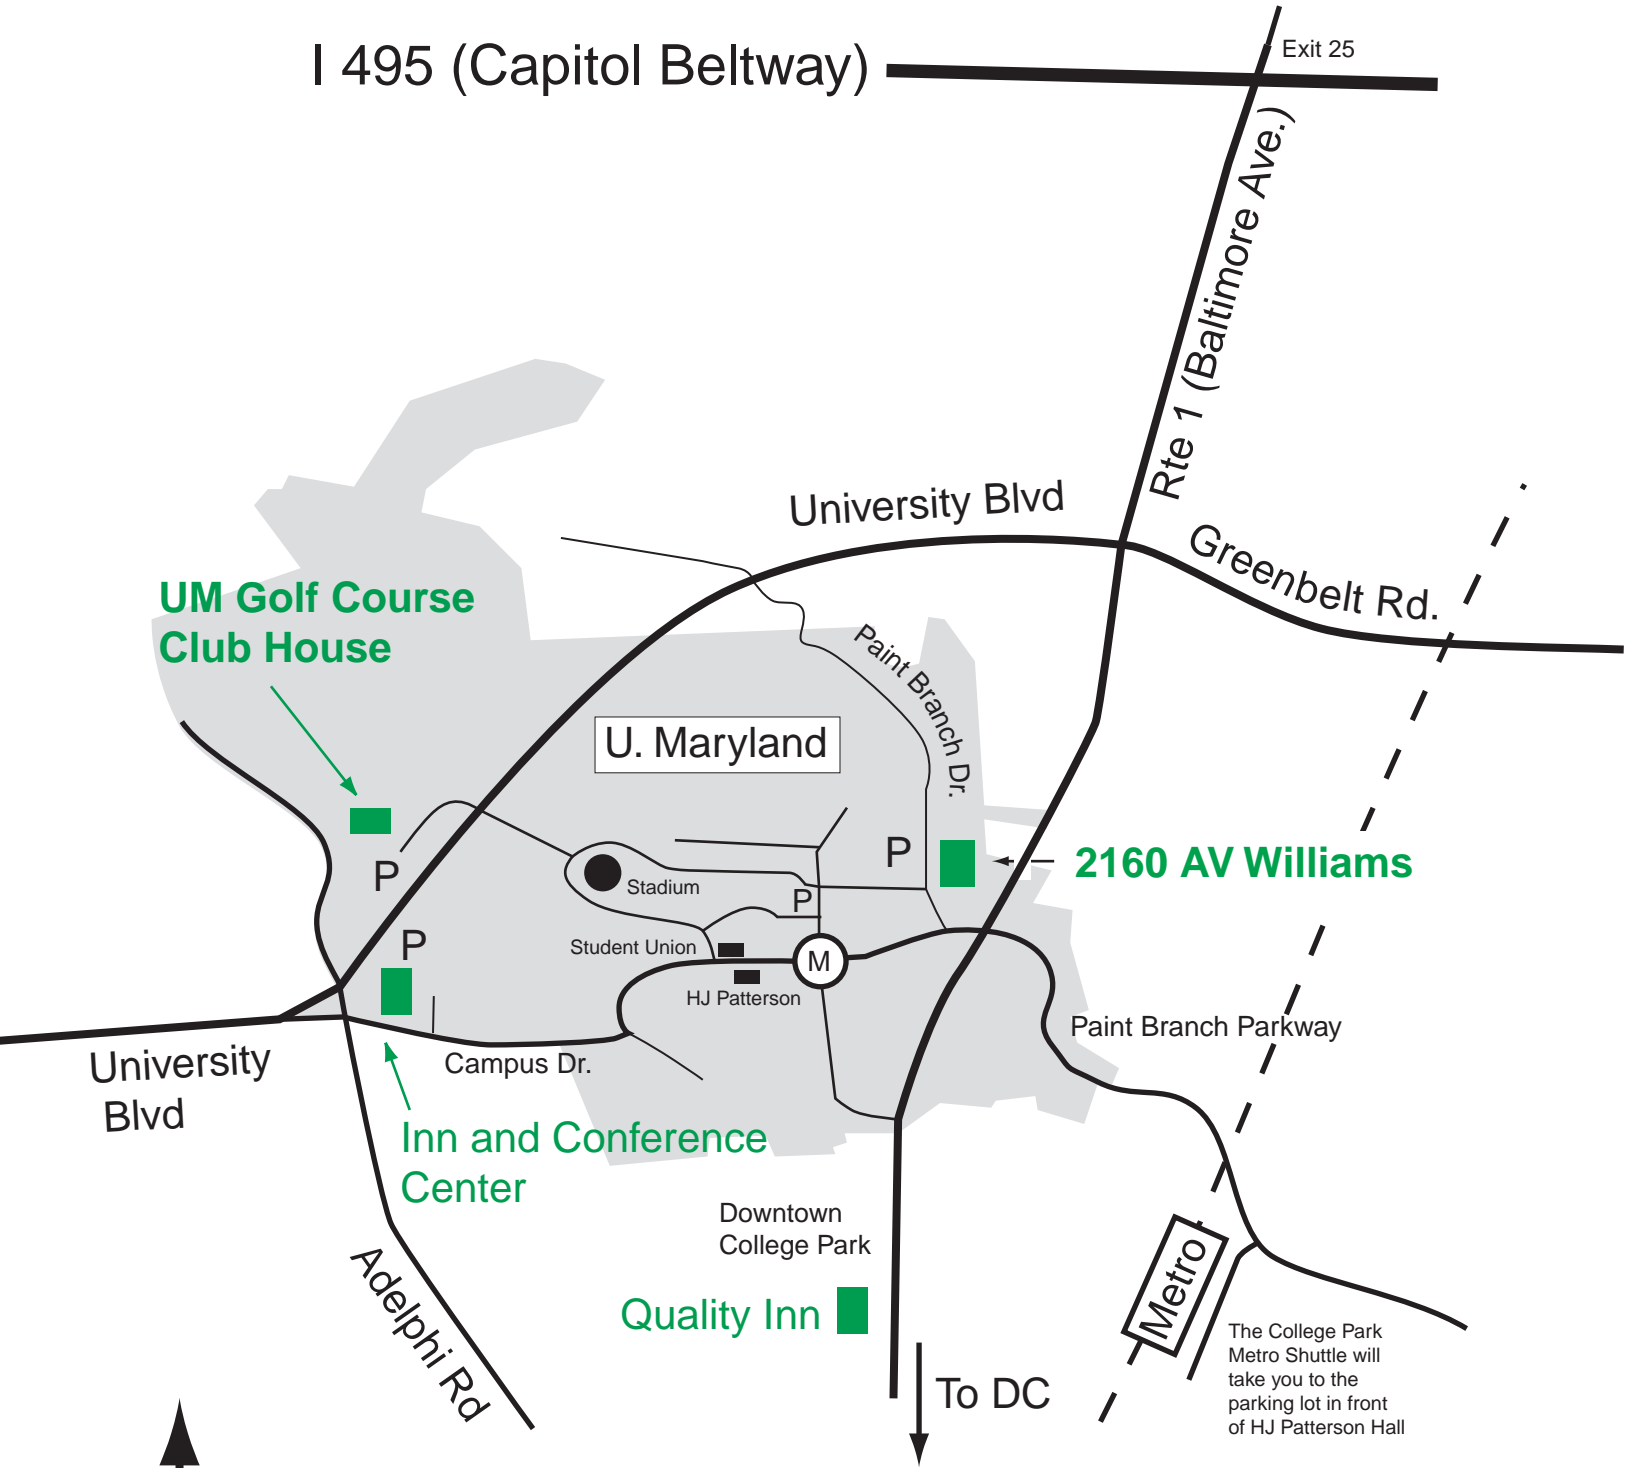 I 495 (Capitol Beltway)
Exit 25
Rte 1 (Baltimore Ave.)
University Blvd
Greenbelt Rd.
UM Golf Course
Club House
Paint Branch Dr.
U. Maryland
P
2160 AV Williams
P
Stadium
P
P
Student Union
M
HJ Patterson
Paint Branch Parkway
University
Blvd
Campus Dr.
Inn and Conference
Center
Downtown
College Park
Adelphi Rd
Metro
Quality Inn
The College Park
Metro Shuttle will
take you to the
parking lot in front
of HJ Patterson Hall
To DC